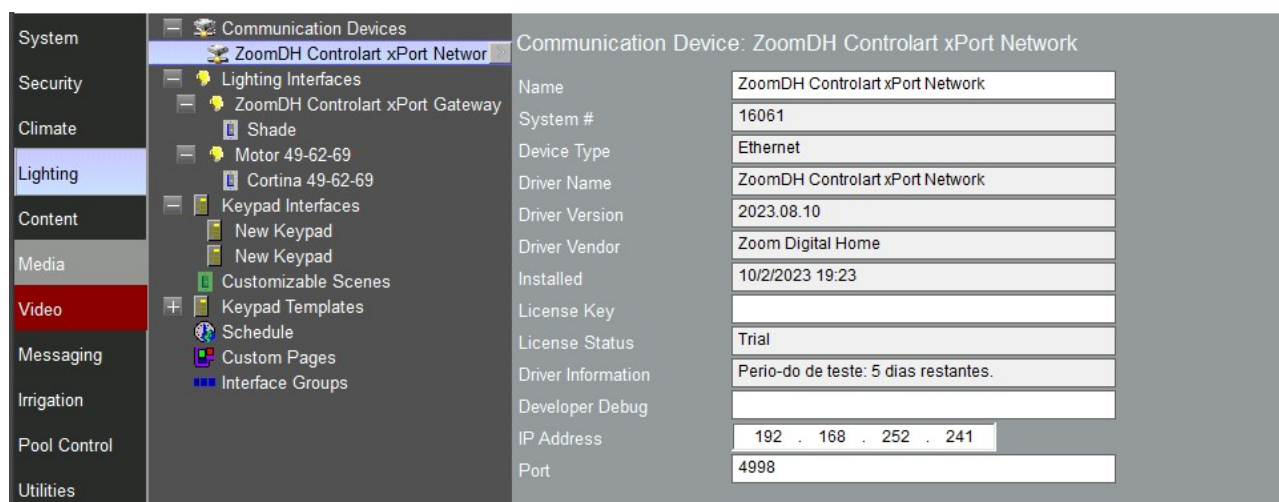 System
Security
Climate
Lighting
Content
Media
Video
Messaging
Irrigation
Pool Control
Utilities
Communication Devices
ZoomDH Controlart xPort Networ
Lighting Interfaces
ZoomDH Controlart xPort Gateway
Shade
Motor 49-62-69
Cortina 49-62-69
Keypad Interfaces
New Keypad
New Keypad
Customizable Scenes
Keypad Templates
Schedule
Custom Pages
Interface Groups
Communication Device: ZoomDH Controlart xPort Network
Name ZoomDH Controlart xPort Network
System # 16061
Device Type Ethernet
Driver Name ZoomDH Controlart xPort Network
Driver Version 2023.08.10
Driver Vendor Zoom Digital Home
Installed 10/2/2023 19:23
License Key
License Status Trial
Driver Information Perio-do de teste: 5 dias restantes.
Developer Debug
IP Address 192 . 168 . 252 . 241
Port 4998